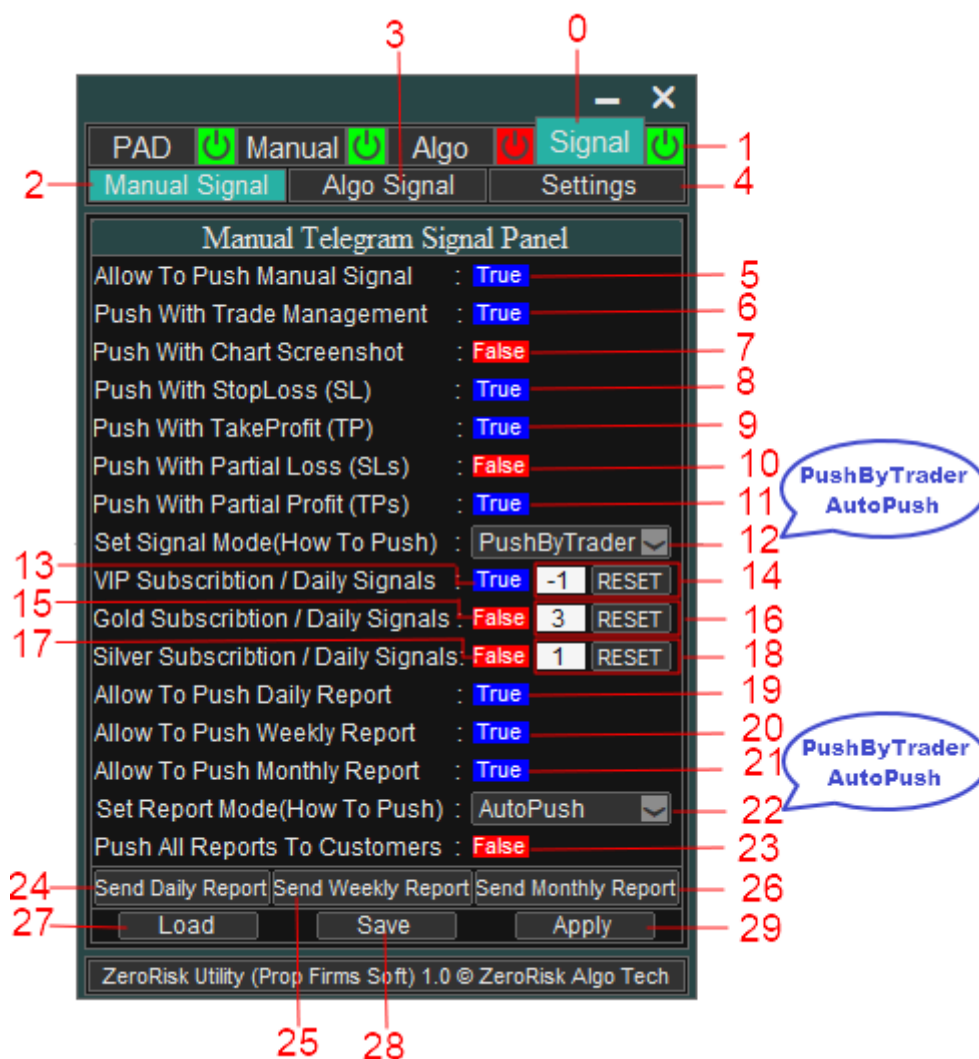 3 0
PAD Manual Algo Signal 1
2 Manual Signal Algo Signal Settings 4
Manual Telegram Signal Panel
Allow To Push Manual Signal : True 5
Push With Trade Management : True 6
Push With Chart Screenshot : False 7
Push With StopLoss (SL) : True 8
Push With TakeProfit (TP) : True 9
Push With Partial Loss (SLs) : False 10
Push With Partial Profit (TPs) : True 11
PushByTrader
AutoPush
Set Signal Mode(How To Push) : PushByTrader 12
13 VIP Subscribtion / Daily Signals : True -1 RESET 14
15 Gold Subscribtion / Daily Signals : False 3 RESET 16
17 Silver Subscribtion / Daily Signals: False 1 RESET 18
Allow To Push Daily Report : True 19
Allow To Push Weekly Report : True 20
Allow To Push Monthly Report : True 21
PushByTrader
AutoPush
Set Report Mode(How To Push) : AutoPush 22
Push All Reports To Customers : False 23
24 Send Daily Report Send Weekly Report Send Monthly Report 26
27 Load Save Apply 29
ZeroRisk Utility (Prop Firms Soft) 1.0 © ZeroRisk Algo Tech
25 28